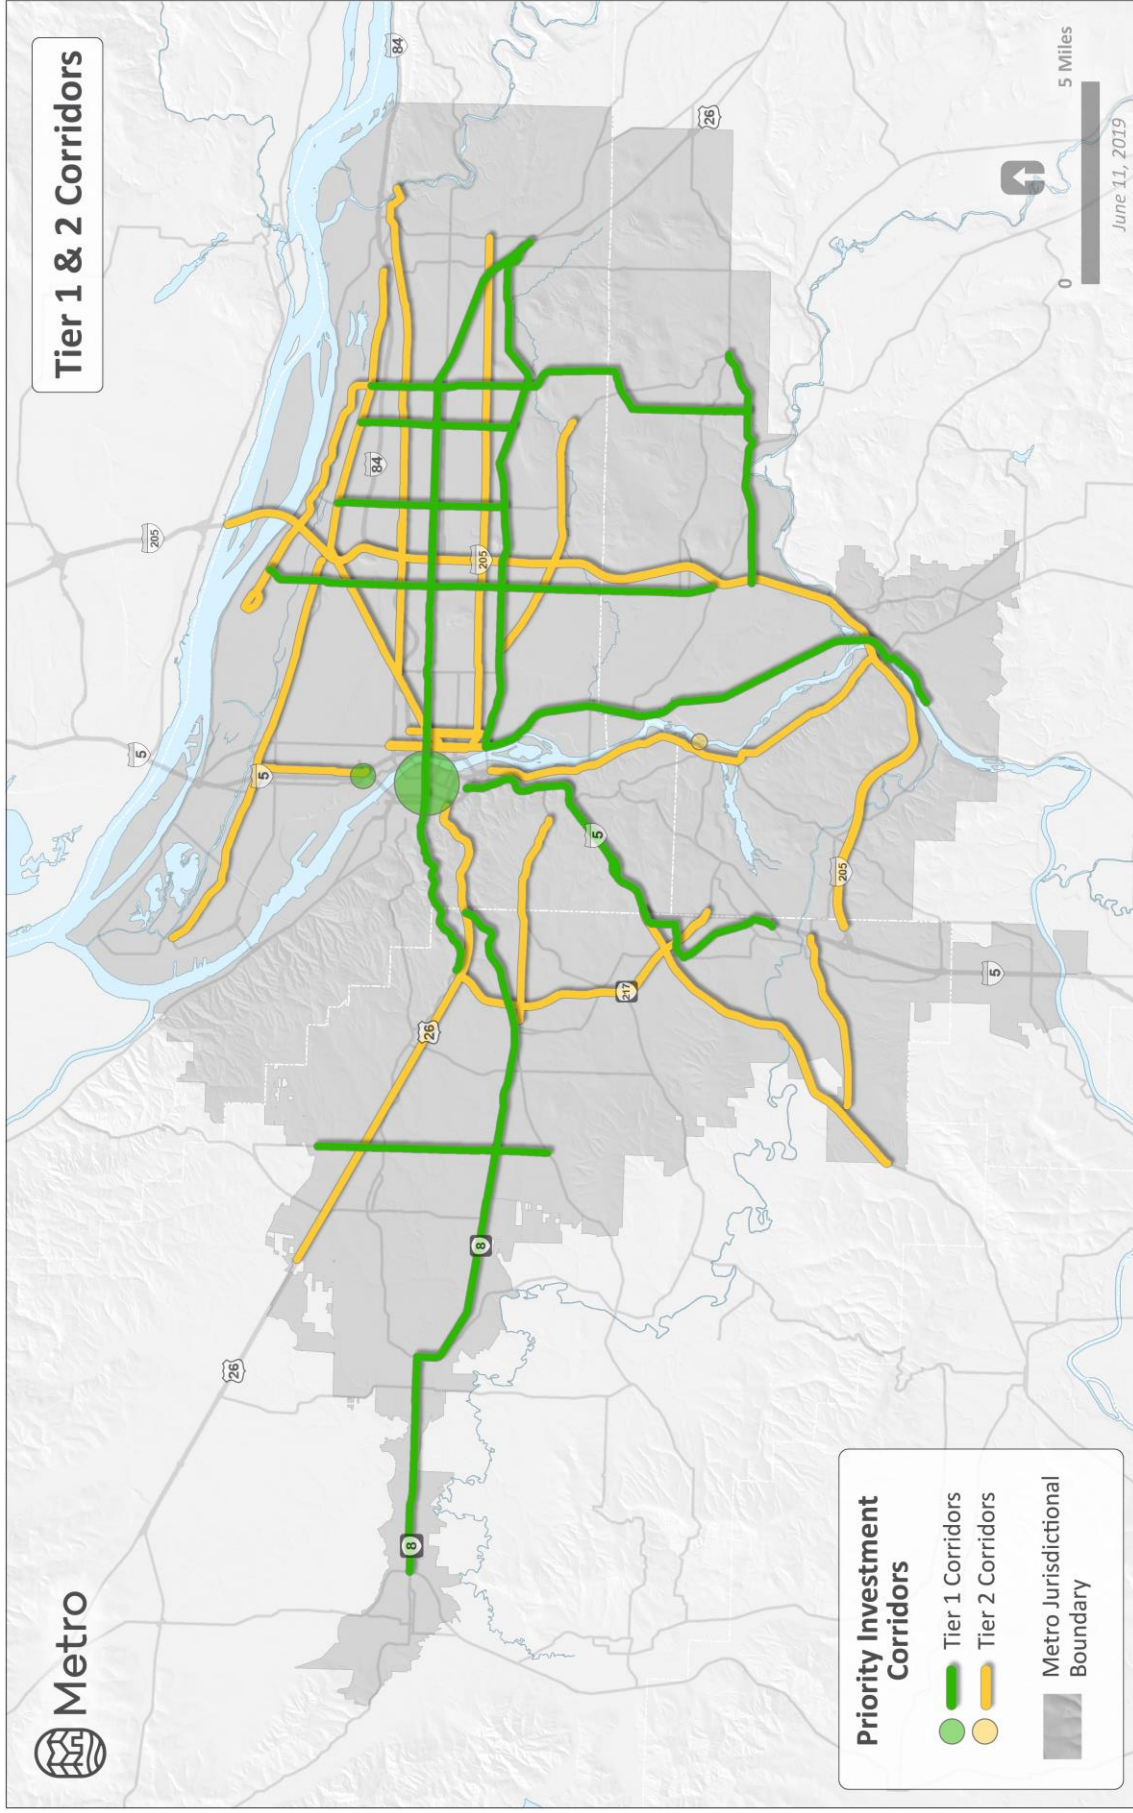 Metro
Tier 1 & 2 Corridors
84
205
5
5
84
26
205
26
26
8
8
5
217
205
5
Priority Investment
Corridors
Tier 1 Corridors
Tier 2 Corridors
Metro Jurisdictional
Boundary
0
5 Miles
June 11, 2019